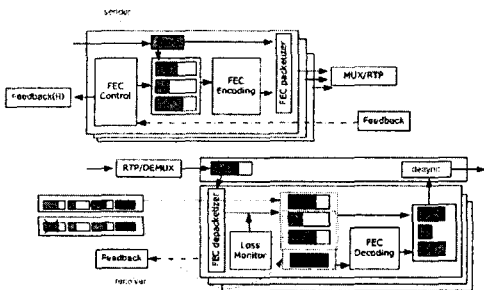 sender
FEC Control
FEC Encoding
FEC packetizer
MUX/RTP
Feedback(R)
Feedback
RTP/DEMUX
FEC depacketizer
Loss Monitor
FEC Decoding
Feedback
receiver